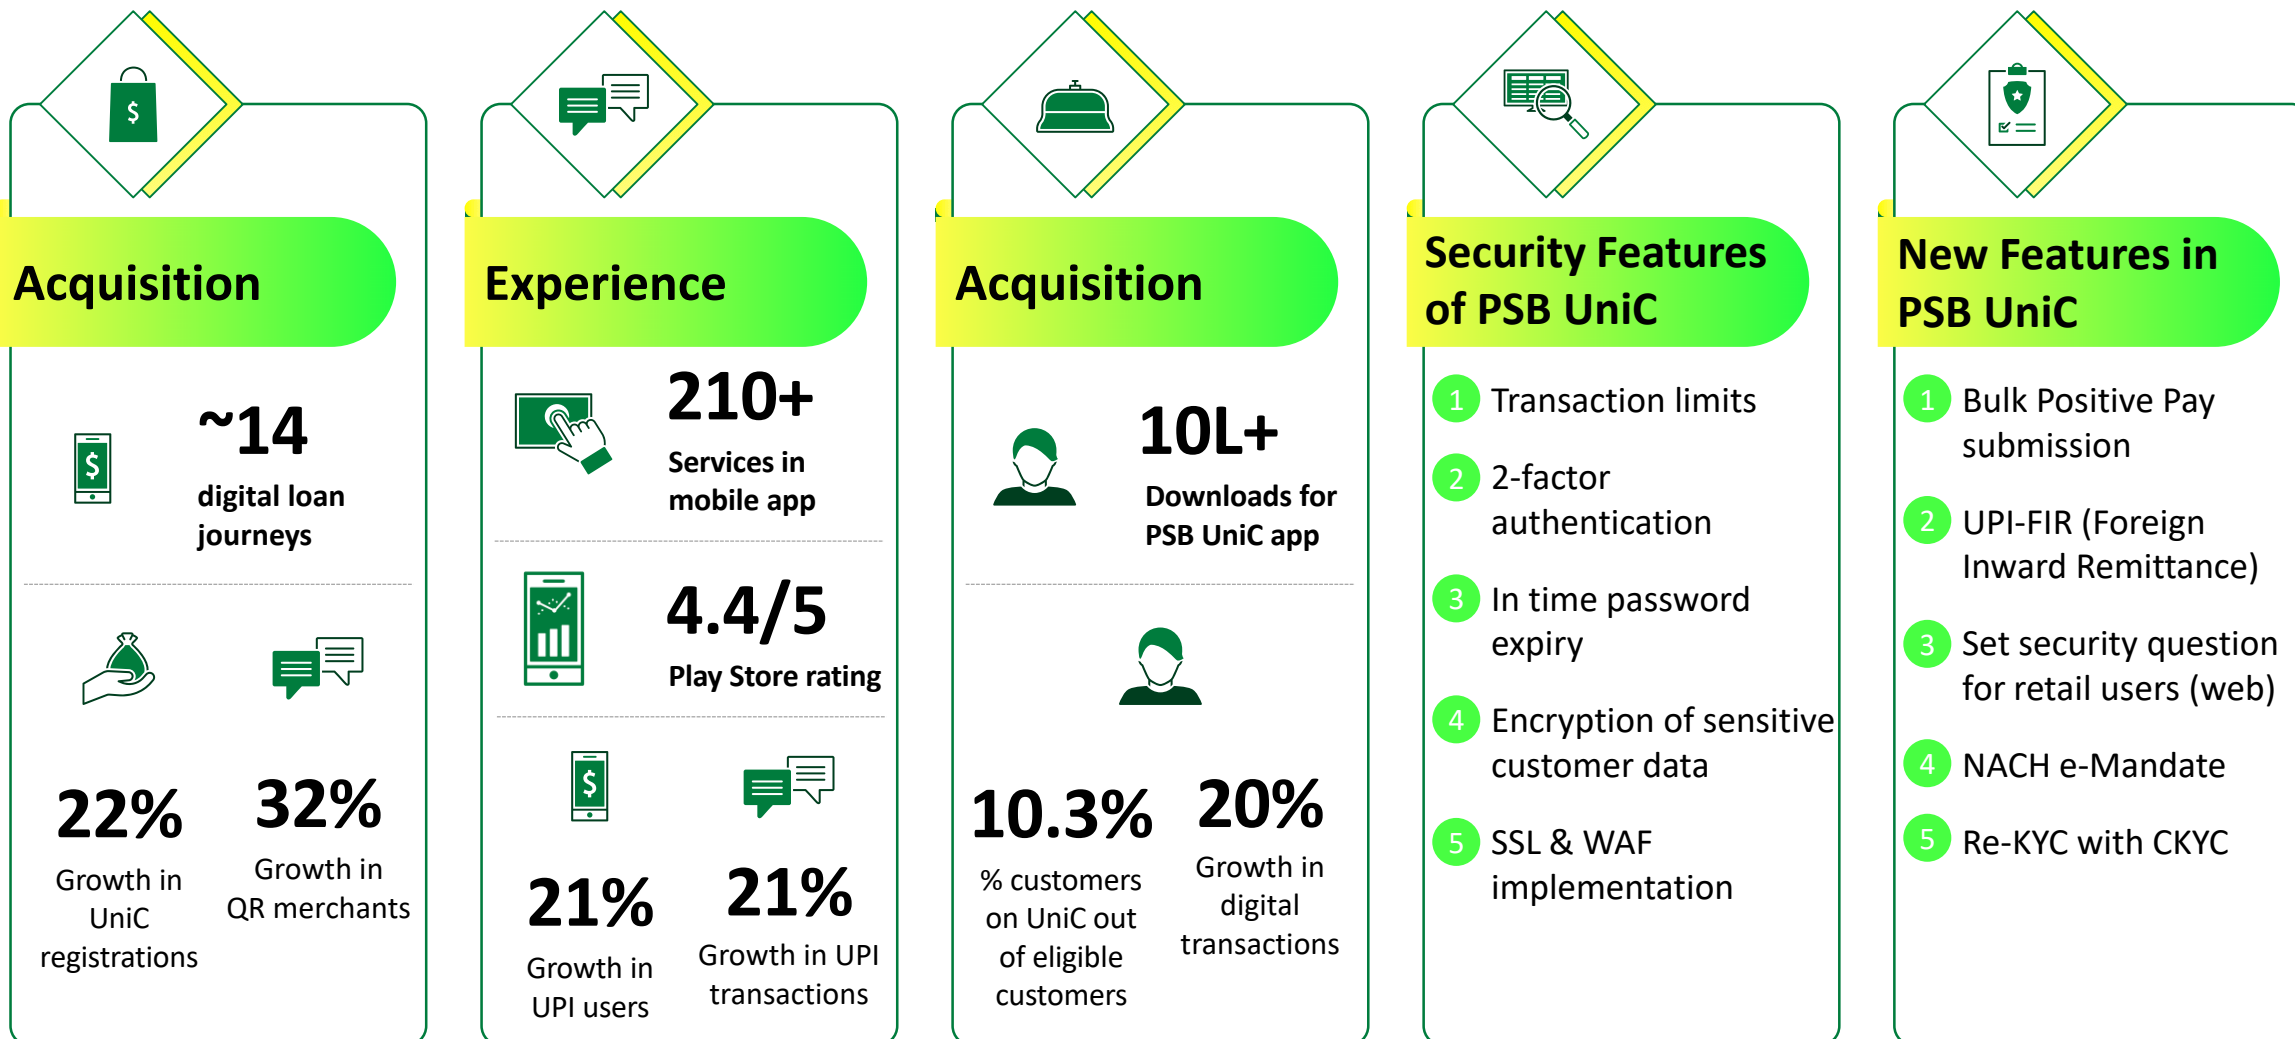 Acquisition
~14
digital loan
journeys
22%
Growth in
UniC
registrations
32%
Growth in
QR merchants
Experience
210+
Services in
mobile app
4.4/5
Play Store rating
21%
Growth in
UPI users
21%
Growth in UPI
transactions
Acquisition
10L+
Downloads for
PSB UniC app
10.3%
% customers
on UniC out
of eligible
customers
20%
Growth in
digital
transactions
Security Features
of PSB UniC
1 Transaction limits
2 2-factor
authentication
3 In time password
expiry
4 Encryption of sensitive
customer data
5 SSL & WAF
implementation
New Features in
PSB UniC
1 Bulk Positive Pay
submission
2 UPI-FIR (Foreign
Inward Remittance)
3 Set security question
for retail users (web)
4 NACH e-Mandate
5 Re-KYC with CKYC